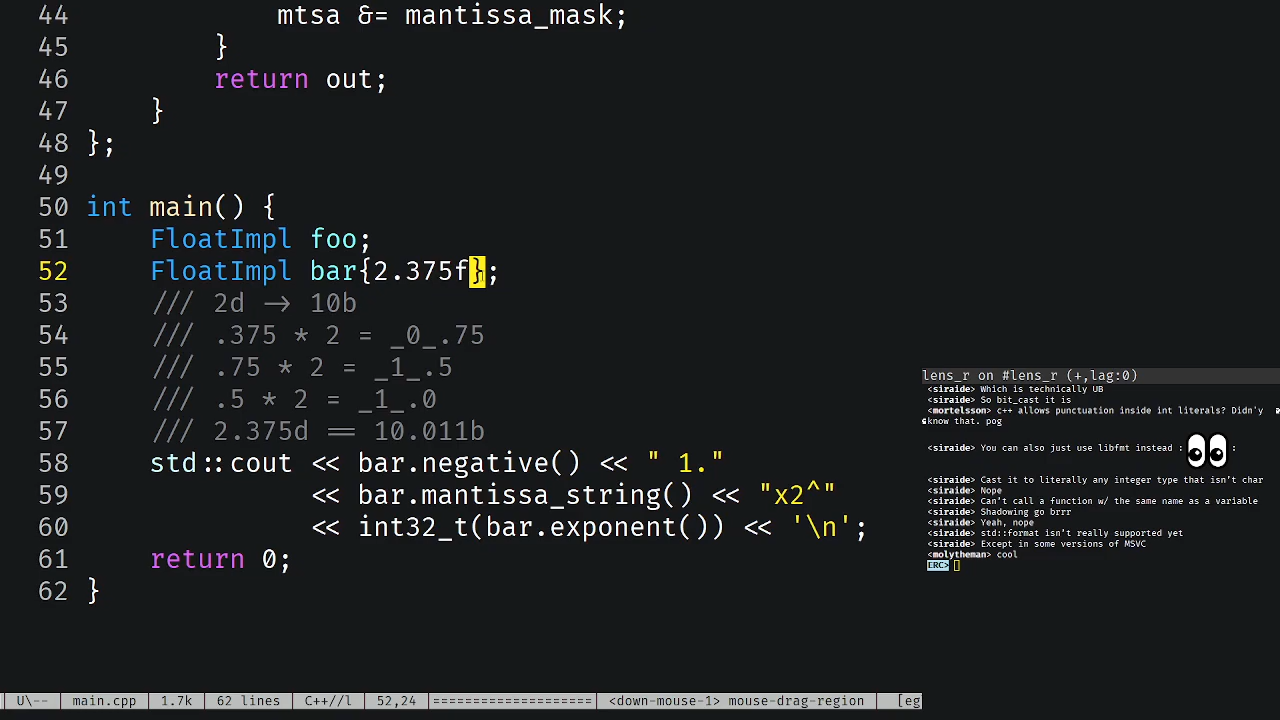 44            mtsa &= mantissa_mask;
45        }
46        return out;
47    }
48 };
49
50 int main() {
51    FloatImpl foo;
52    FloatImpl bar{2.375f};
53    /// 2d -> 10b
54    /// .375 * 2 = _0_.75
55    /// .75 * 2 = _1_.5
56    /// .5 * 2 = _1_.0
57    /// 2.375d == 10.011b
58    std::cout << bar.negative() << " 1."
59              << bar.mantissa_string() << "x2^"
60              << int32_t(bar.exponent()) << '\n';
61    return 0;
62 }
lens_r on #lens_r (+,lag:0)
<siraide> Which is technically UB
<siraide> So bit_cast it is
<mortelsson> c++ allows punctuation inside int literals? Didn'y
know that. pog
<siraide> You can also just use libfmt instead : :
<siraide> Cast it to literally any integer type that isn't char
<siraide> Nope
<siraide> Can't call a function w/ the same name as a variable
<siraide> Shadowing go brrr
<siraide> Yeah, nope
<siraide> std::format isn't really supported yet
<siraide> Except in some versions of MSVC
<molytheman> cool
ERC>
U\-- main.cpp 1.7k 62 lines C++//l 52,24 ==================== <down-mouse-1> mouse-drag-region [eg